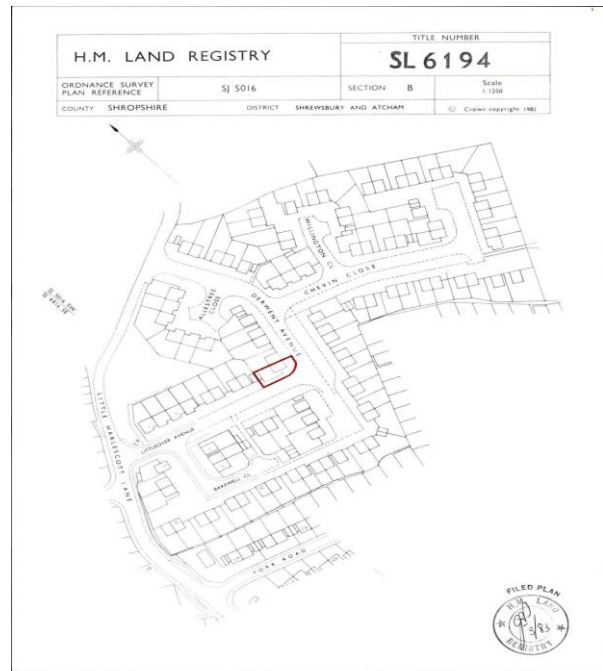 TITLE NUMBER
H.M. LAND REGISTRY
SL 6194
ORDNANCE SURVEY
PLAN REFERENCE
SJ 5016
SECTION B
Scale
1:1250
COUNTY SHROPSHIRE
DISTRICT SHREWSBURY AND ATCHAM
© Crown copyright 1982
WILLINGTON CL
CHEVIN CLOSE
DERWENT AVENUE
ALLESTREE
CLOSE
LITTLE HARLESCOTT LANE
LITTLEOVER AVENUE
BAKEWELL CL
YORK ROAD
FILED PLAN
H.M. LAND
3/83
REGISTRY